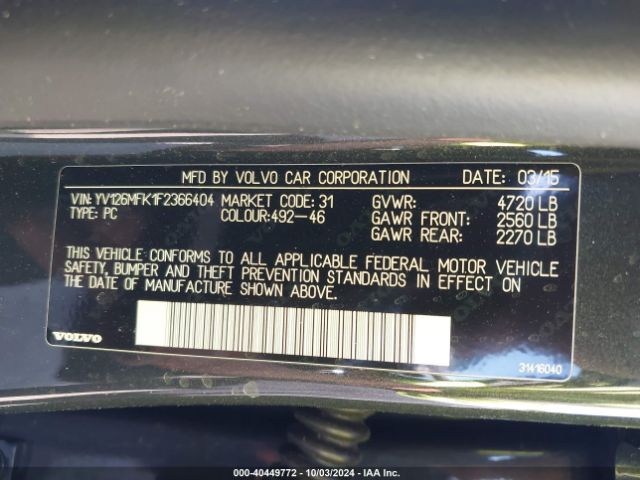 MFD BY VOLVO CAR CORPORATION DATE: 03/15
VIN: YV126MFK1F2366404 MARKET CODE: 31 GVWR: 4720 LB
TYPE: PC COLOUR:492-46 GAWR FRONT: 2560 LB
GAWR REAR: 2270 LB
THIS VEHICLE CONFORMS TO ALL APPLICABLE FEDERAL MOTOR VEHICLE
SAFETY, BUMPER AND THEFT PREVENTION STANDARDS IN EFFECT ON
THE DATE OF MANUFACTURE SHOWN ABOVE.
VOLVO
31416040
000-40449772 - 10/03/2024 - IAA Inc.